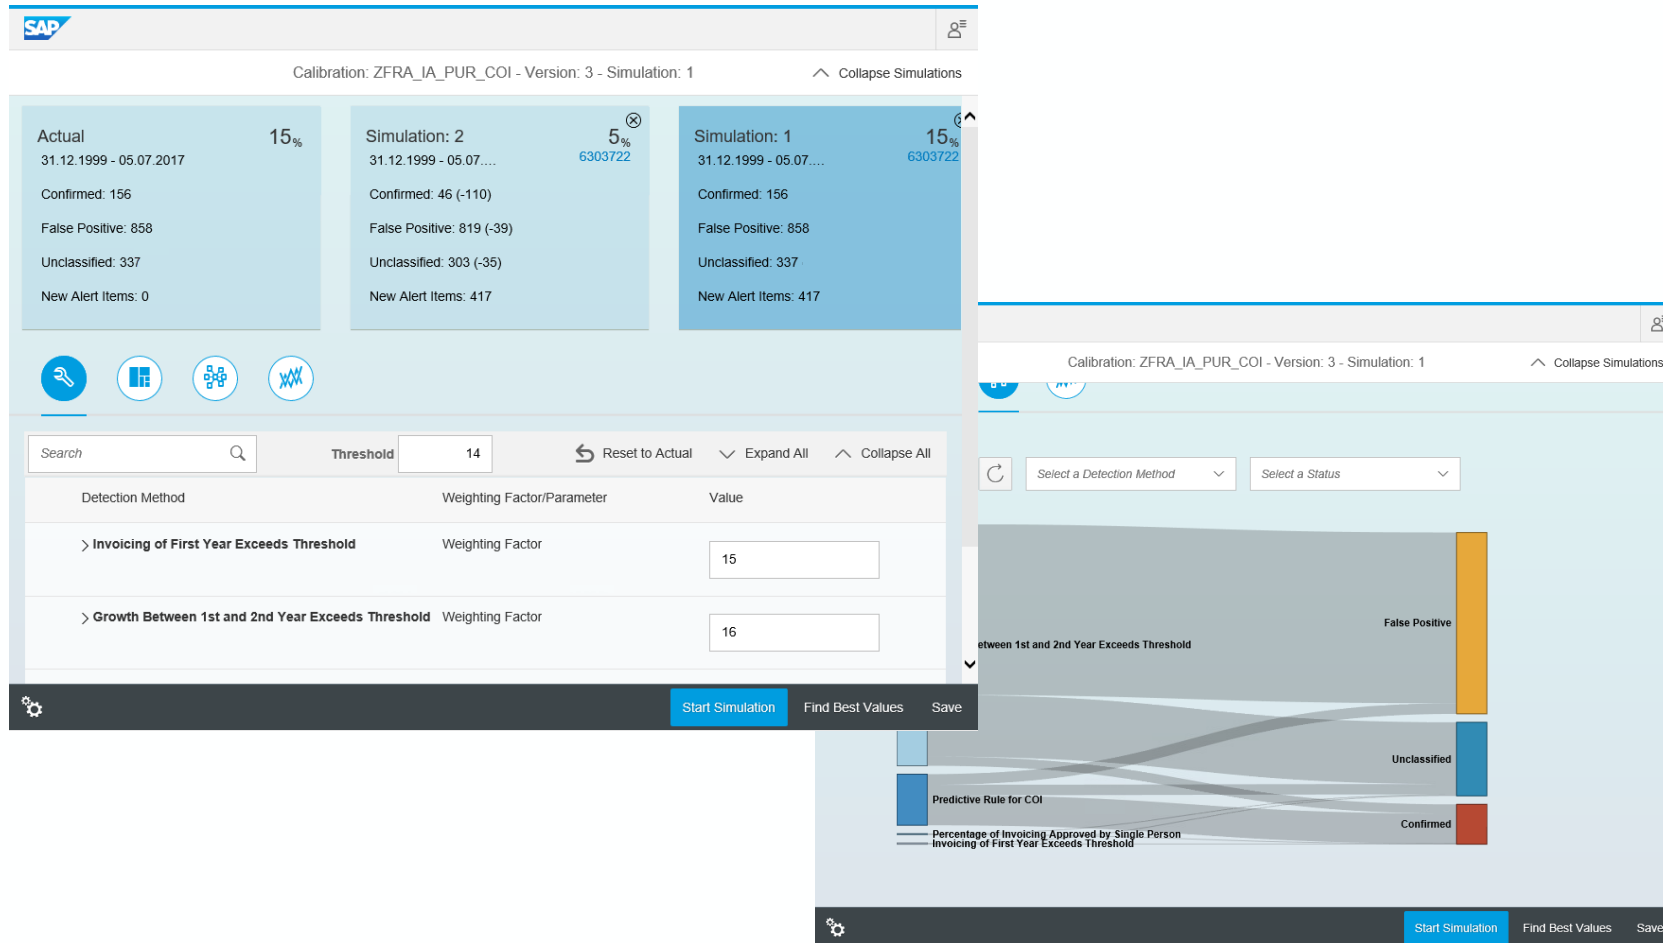 SAP
Calibration: ZFRA_IA_PUR_COI - Version: 3 - Simulation: 1
Collapse Simulations
Actual 15%
31.12.1999 - 05.07.2017
Confirmed: 156
False Positive: 858
Unclassified: 337
New Alert Items: 0
Simulation: 2 5%
31.12.1999 - 05.07.... 6303722
Confirmed: 46 (-110)
False Positive: 819 (-39)
Unclassified: 303 (-35)
New Alert Items: 417
Simulation: 1 15%
31.12.1999 - 05.07.... 6303722
Confirmed: 156
False Positive: 858
Unclassified: 337
New Alert Items: 417
Search Threshold 14 Reset to Actual Expand All Collapse All
Detection Method Weighting Factor/Parameter Value
Invoicing of First Year Exceeds Threshold Weighting Factor 15
Growth Between 1st and 2nd Year Exceeds Threshold Weighting Factor 16
Start Simulation Find Best Values Save
Calibration: ZFRA_IA_PUR_COI - Version: 3 - Simulation: 1
Collapse Simulations
Select a Detection Method Select a Status
False Positive
etween 1st and 2nd Year Exceeds Threshold
Unclassified
Predictive Rule for COI
Confirmed
Percentage of Invoicing Approved by Single Person
Invoicing of First Year Exceeds Threshold
Start Simulation Find Best Values Save